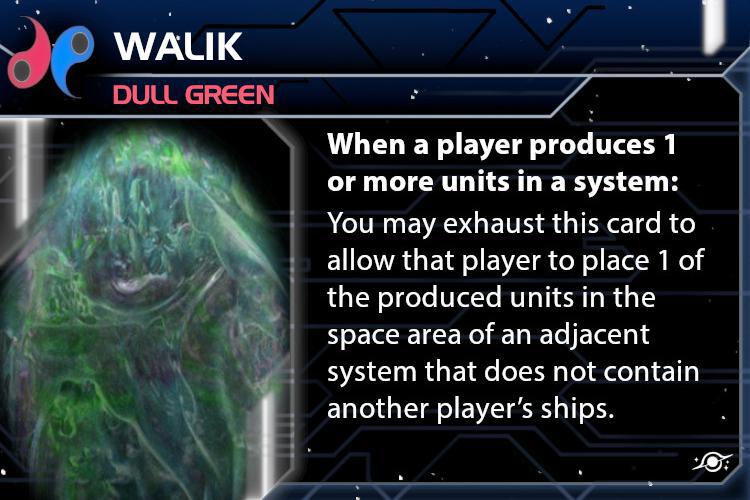 WALIK
DULL GREEN
When a player produces 1
or more units in a system:
You may exhaust this card to
allow that player to place 1 of
the produced units in the
space area of an adjacent
system that does not contain
another player's ships.